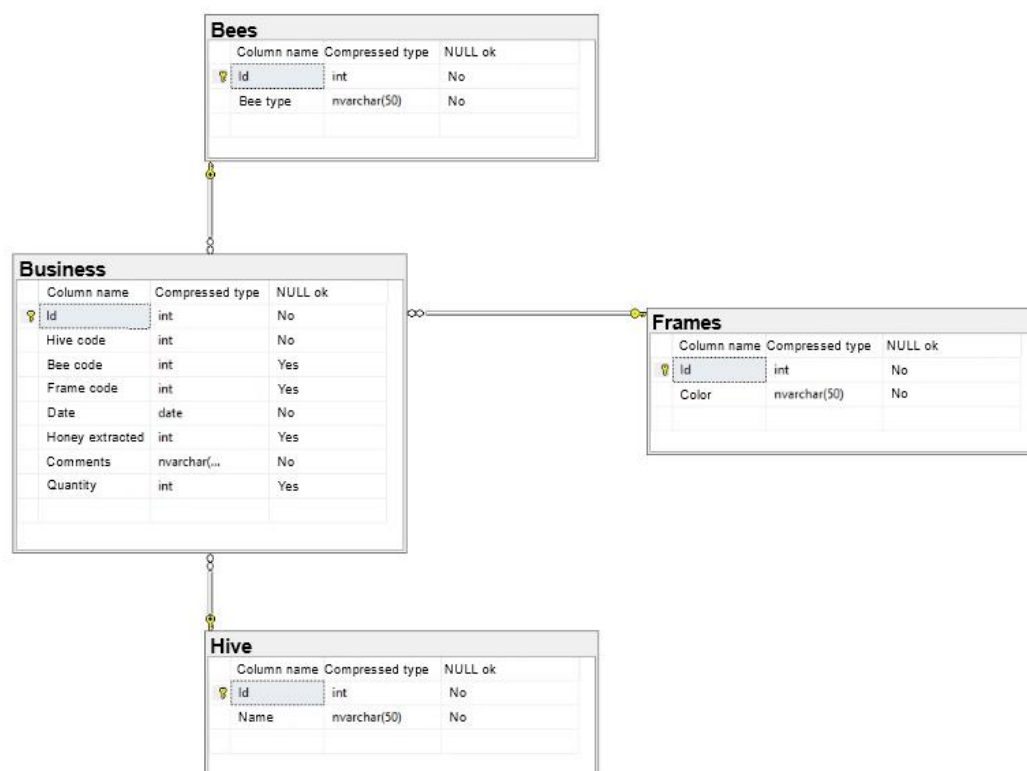 Bees
Column name Compressed type NULL ok
Id int No
Bee type nvarchar(50) No
Business
Column name Compressed type NULL ok
Id int No
Hive code int No
Bee code int Yes
Frame code int Yes
Date date No
Honey extracted int Yes
Comments nvarchar(... No
Quantity int Yes
Frames
Column name Compressed type NULL ok
Id int No
Color nvarchar(50) No
Hive
Column name Compressed type NULL ok
Id int No
Name nvarchar(50) No